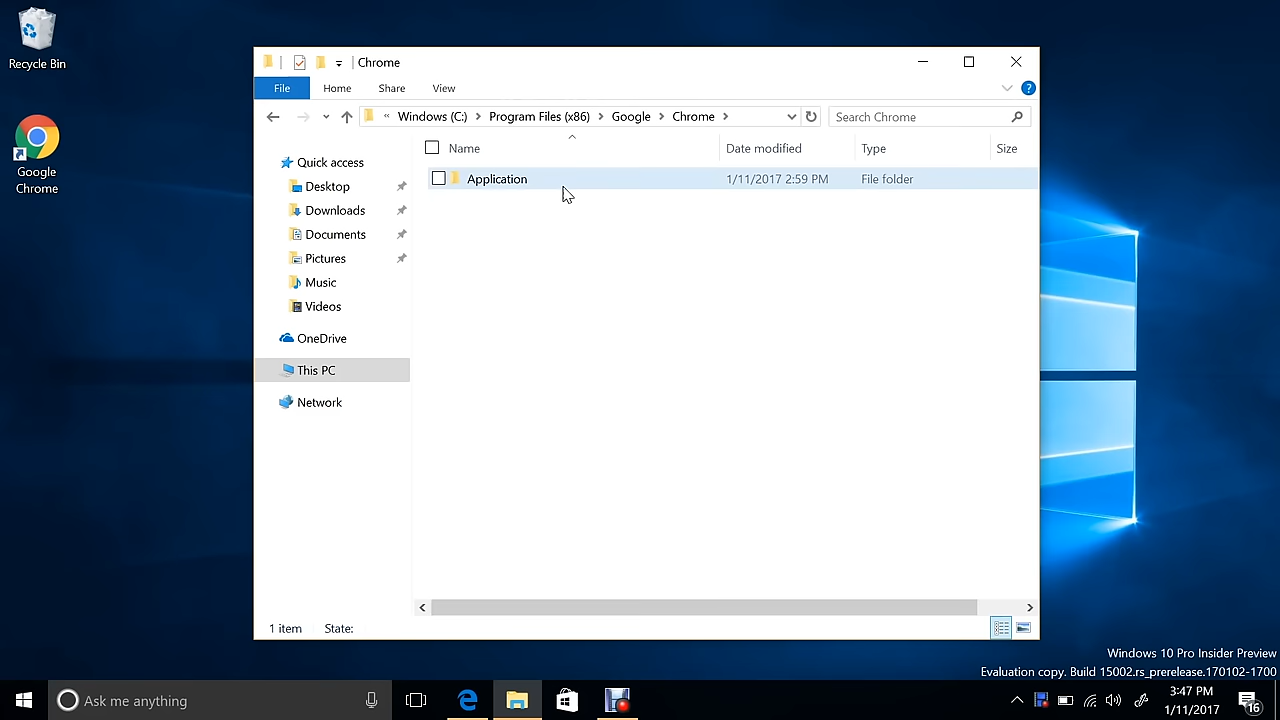 Recycle Bin
Google
Chrome
Chrome
File
Home
Share
View
?
« Windows (C:) > Program Files (x86) > Google > Chrome >
Search Chrome
Name
Date modified
Type
Size
Application
1/11/2017 2:59 PM
File folder
Quick access
Desktop
Downloads
Documents
Pictures
Music
Videos
OneDrive
This PC
Network
1 item
State:
Windows 10 Pro Insider Preview
Evaluation copy. Build 15002.rs_prerelease.170102-1700
Ask me anything
3:47 PM
1/11/2017
16